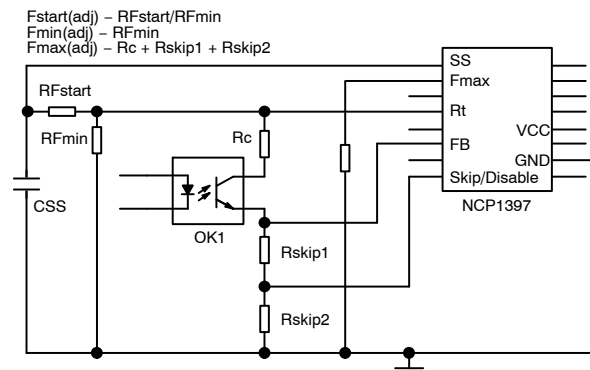 Fstart(adj) – RFstart/RFmin
Fmin(adj) – RFmin
Fmax(adj) – Rc + Rskip1 + Rskip2
SS
Fmax
RFstart
Rt
RFmin
Rc
VCC
FB
GND
Skip/Disable
CSS
NCP1397
OK1
Rskip1
Rskip2